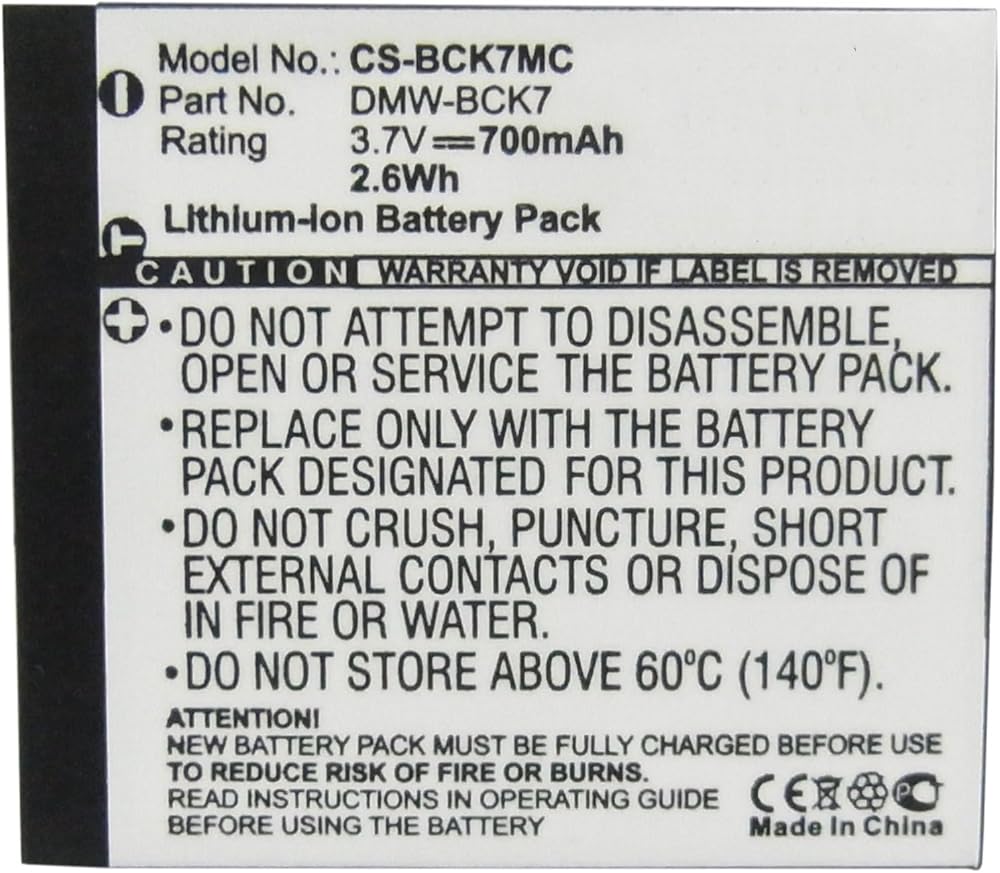 Model No.: CS-BCK7MC
Part No. DMW-BCK7
Rating 3.7V⎓700mAh
2.6Wh
Lithium-Ion Battery Pack
CAUTION WARRANTY VOID IF LABEL IS REMOVED
•DO NOT ATTEMPT TO DISASSEMBLE,
OPEN OR SERVICE THE BATTERY PACK.
•REPLACE ONLY WITH THE BATTERY
PACK DESIGNATED FOR THIS PRODUCT.
•DO NOT CRUSH, PUNCTURE, SHORT
EXTERNAL CONTACTS OR DISPOSE OF
IN FIRE OR WATER.
•DO NOT STORE ABOVE 60ºC (140ºF).
ATTENTION!
NEW BATTERY PACK MUST BE FULLY CHARGED BEFORE USE
TO REDUCE RISK OF FIRE OR BURNS.
READ INSTRUCTIONS IN OPERATING GUIDE
BEFORE USING THE BATTERY
CE PC
Made In China